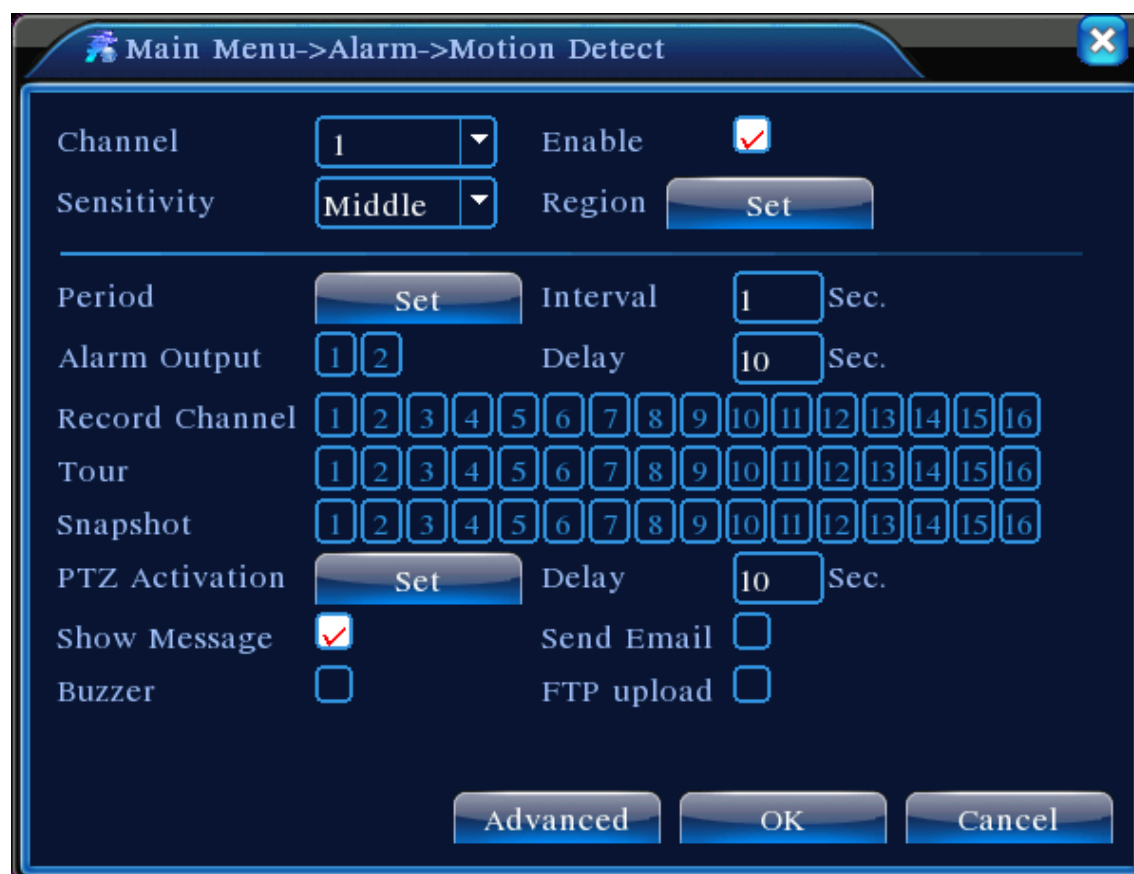 Main Menu->Alarm->Motion Detect
Channel 1 Enable
Sensitivity Middle Region Set
Period Set Interval 1 Sec.
Alarm Output 1 2 Delay 10 Sec.
Record Channel 1 2 3 4 5 6 7 8 9 10 11 12 13 14 15 16
Tour 1 2 3 4 5 6 7 8 9 10 11 12 13 14 15 16
Snapshot 1 2 3 4 5 6 7 8 9 10 11 12 13 14 15 16
PTZ Activation Set Delay 10 Sec.
Show Message Send Email
Buzzer FTP upload
Advanced OK Cancel